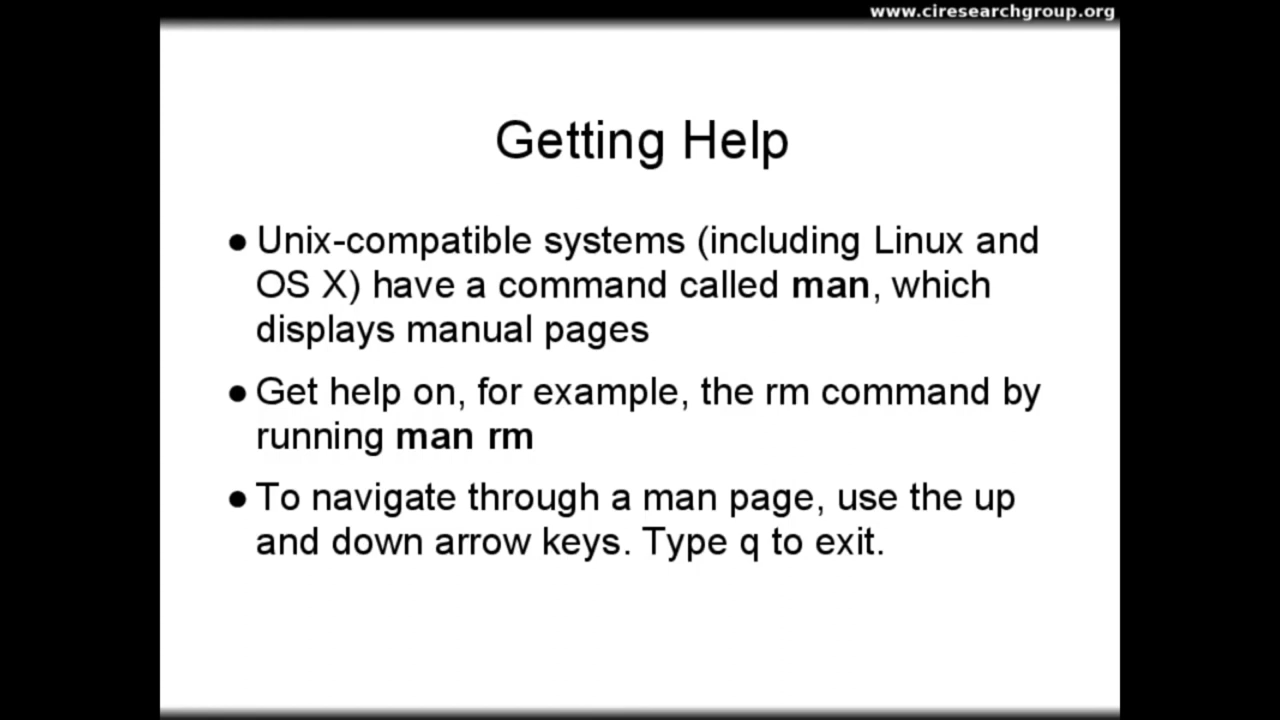 www.ciresearchgroup.org
Getting Help
● Unix-compatible systems (including Linux and
OS X) have a command called man, which
displays manual pages
● Get help on, for example, the rm command by
running man rm
● To navigate through a man page, use the up
and down arrow keys. Type q to exit.